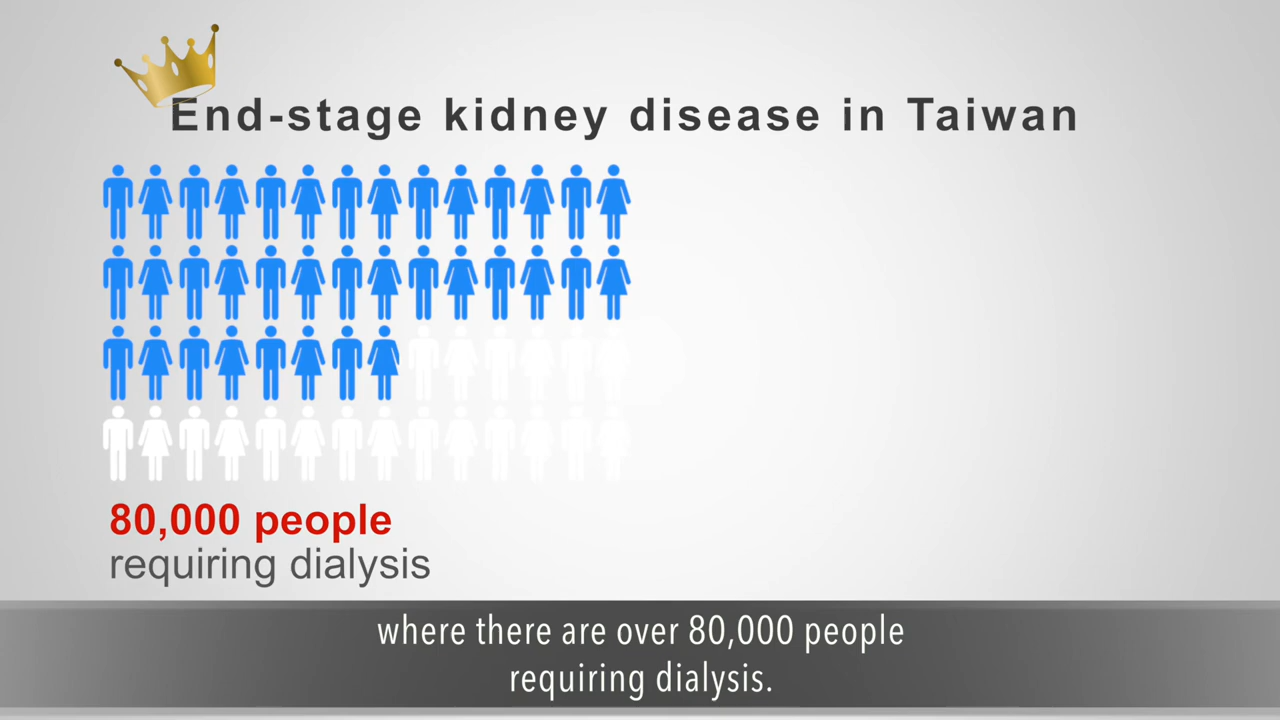 End-stage kidney disease in Taiwan
80,000 people
requiring dialysis
where there are over 80,000 people
requiring dialysis.